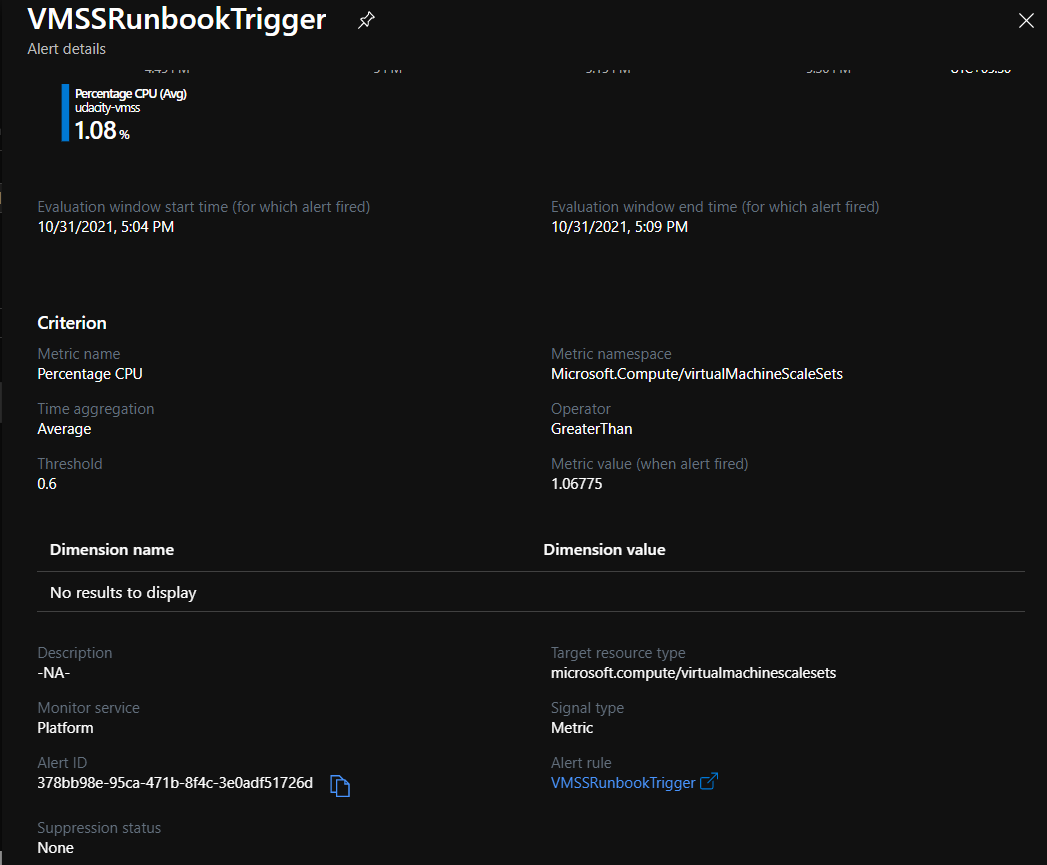 VMSSRunbookTrigger
Alert details
Percentage CPU (Avg)
udacity-vmss
1.08 %
Evaluation window start time (for which alert fired)
10/31/2021, 5:04 PM
Evaluation window end time (for which alert fired)
10/31/2021, 5:09 PM
Criterion
Metric name
Percentage CPU
Metric namespace
Microsoft.Compute/virtualMachineScaleSets
Time aggregation
Average
Operator
GreaterThan
Threshold
0.6
Metric value (when alert fired)
1.06775
Dimension name
Dimension value
No results to display
Description
-NA-
Target resource type
microsoft.compute/virtualmachinescalesets
Monitor service
Platform
Signal type
Metric
Alert ID
378bb98e-95ca-471b-8f4c-3e0adf51726d
Alert rule
VMSSRunbookTrigger
Suppression status
None